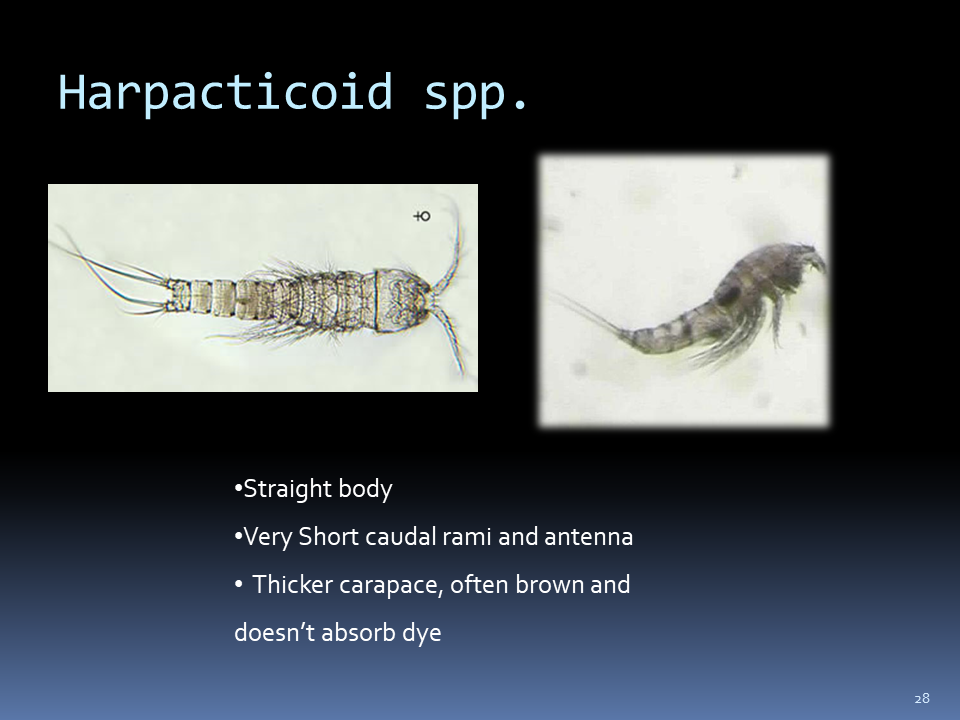 Harpacticoid spp.
♀
•Straight body
•Very Short caudal rami and antenna
• Thicker carapace, often brown and
doesn’t absorb dye
28